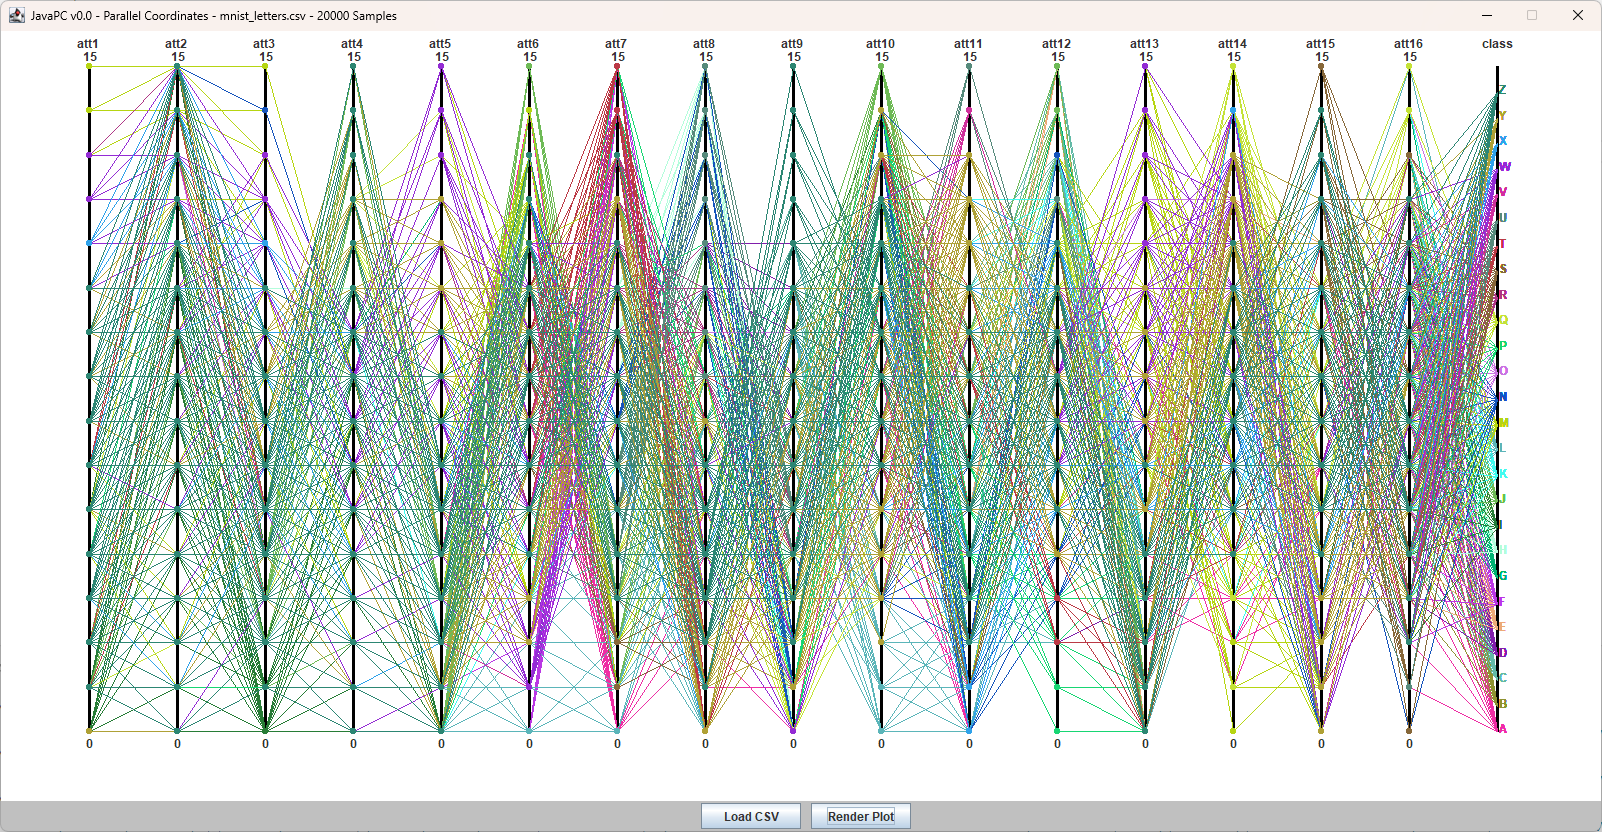 JavaPC v0.0 - Parallel Coordinates - mnist_letters.csv - 20000 Samples
att1 att2 att3 att4 att5 att6 att7 att8 att9 att10 att11 att12 att13 att14 att15 att16 class
15 15 15 15 15 15 15 15 15 15 15 15 15 15 15 15
Z
Y
X
W
V
U
T
S
R
Q
P
O
N
M
L
K
J
I
H
G
F
E
D
C
B
A
0 0 0 0 0 0 0 0 0 0 0 0 0 0 0 0
Load CSV Render Plot